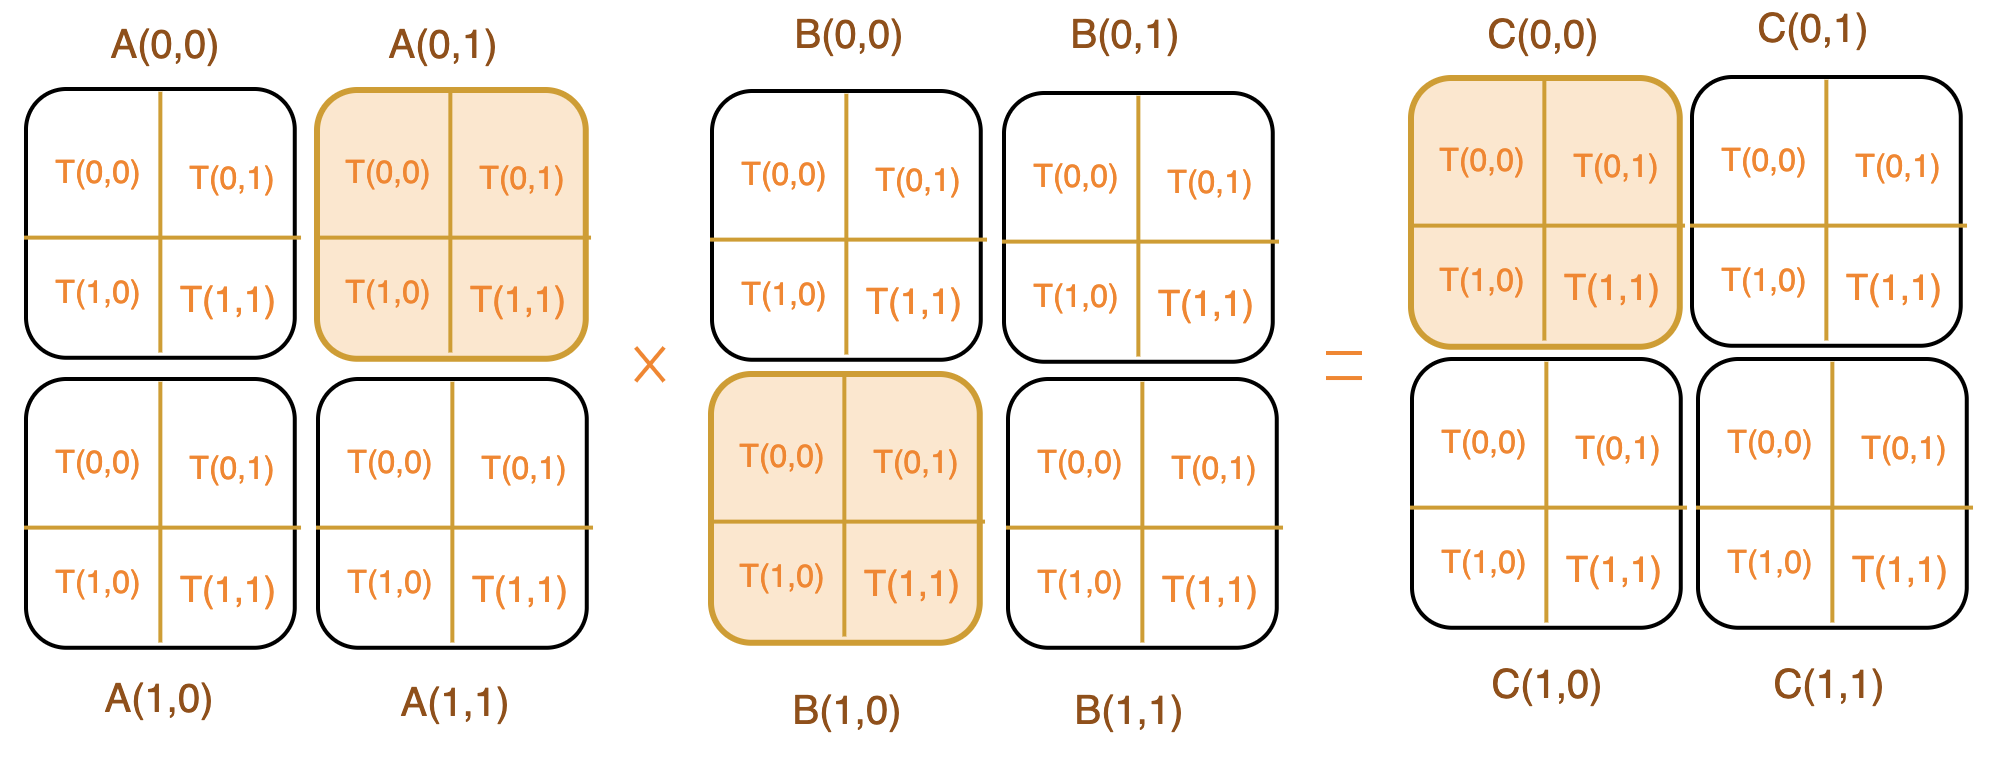 A(0,0) A(0,1) B(0,0) B(0,1) C(0,0) C(0,1)
T(0,0) T(0,1) T(0,0) T(0,1) T(0,0) T(0,1) T(0,0) T(0,1) T(0,0) T(0,1) T(0,0) T(0,1)
T(1,0) T(1,1) T(1,0) T(1,1) T(1,0) T(1,1) T(1,0) T(1,1) T(1,0) T(1,1) T(1,0) T(1,1)
× =
T(0,0) T(0,1) T(0,0) T(0,1) T(0,0) T(0,1) T(0,0) T(0,1) T(0,0) T(0,1) T(0,0) T(0,1)
T(1,0) T(1,1) T(1,0) T(1,1) T(1,0) T(1,1) T(1,0) T(1,1) T(1,0) T(1,1) T(1,0) T(1,1)
A(1,0) A(1,1) B(1,0) B(1,1) C(1,0) C(1,1)